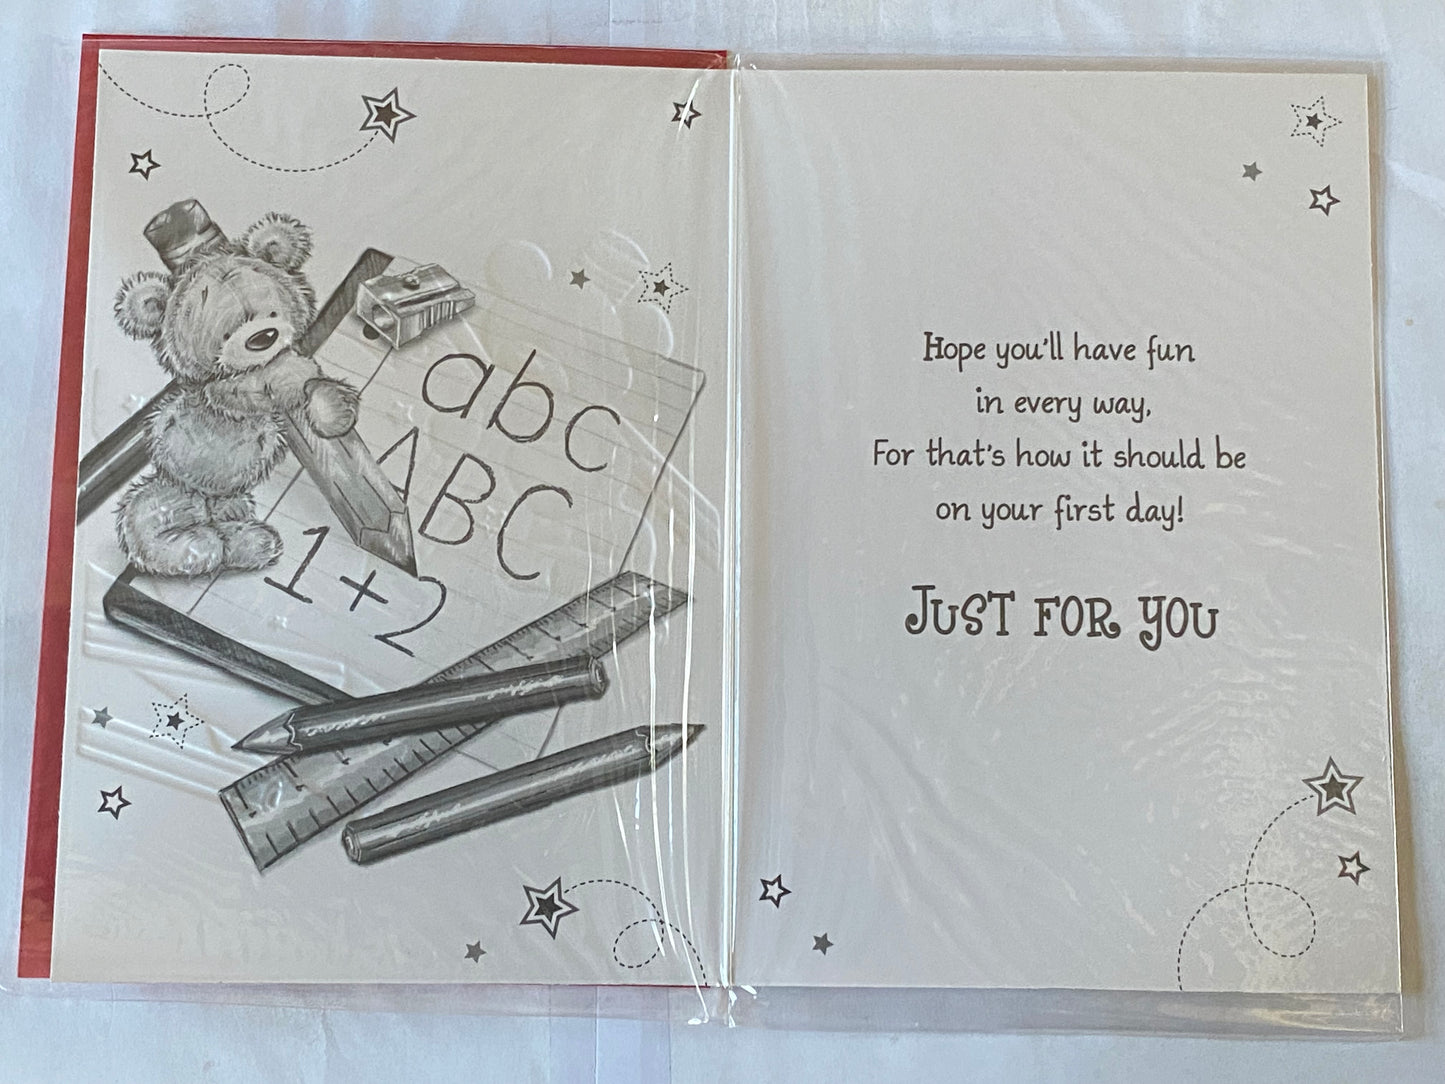 abc
ABC
1+2
Hope you'll have fun
in every way,
For that's how it should be
on your first day!
JUST FOR YOU